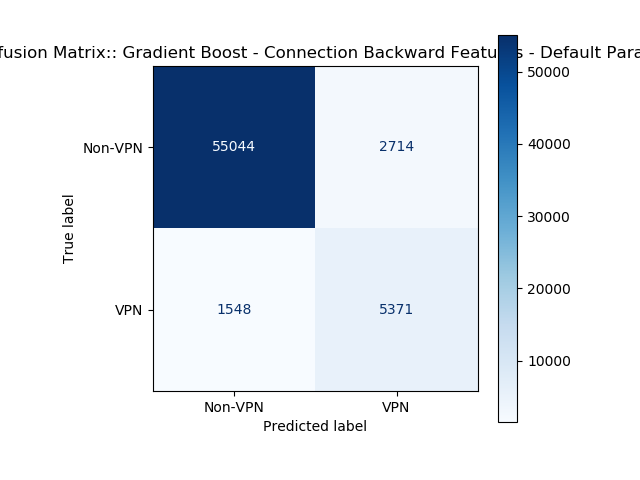 fusion Matrix:: Gradient Boost - Connection Backward Featu s - Default Para
50000
Non-VPN
55044
2714
40000
True label
30000
20000
VPN
1548
5371
10000
Non-VPN
VPN
Predicted label